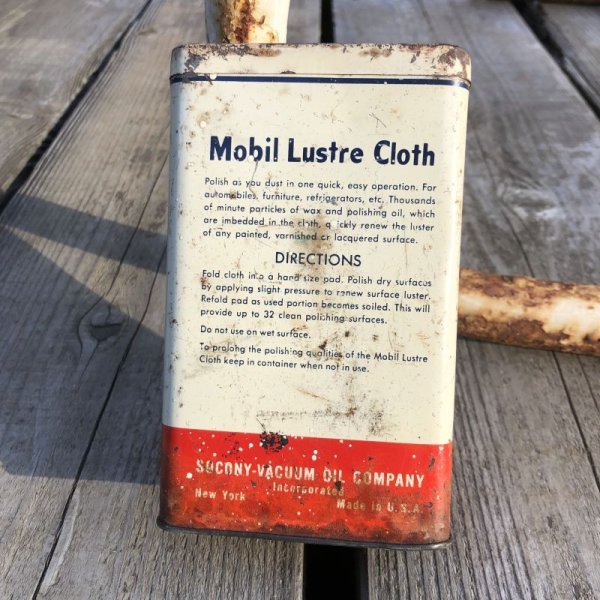 Mobil Lustre Cloth
Polish as you dust in one quick, easy operation. For
automobiles, furniture, refrigerators, etc. Thousands
of minute particles of wax and polishing oil, which
are imbedded in the cloth, quickly renew the luster
of any painted, varnished or lacquered surface.
DIRECTIONS
Fold cloth into a hand size pad. Polish dry surfaces
by applying slight pressure to renew surface luster.
Refold pad as used portion becomes soiled. This will
provide up to 32 clean polishing surfaces.
Do not use on wet surface.
To prolong the polishing qualities of the Mobil Lustre
Cloth keep in container when not in use.
SOCONY-VACUUM OIL COMPANY
Incorporated
New York
Made in U.S.A.